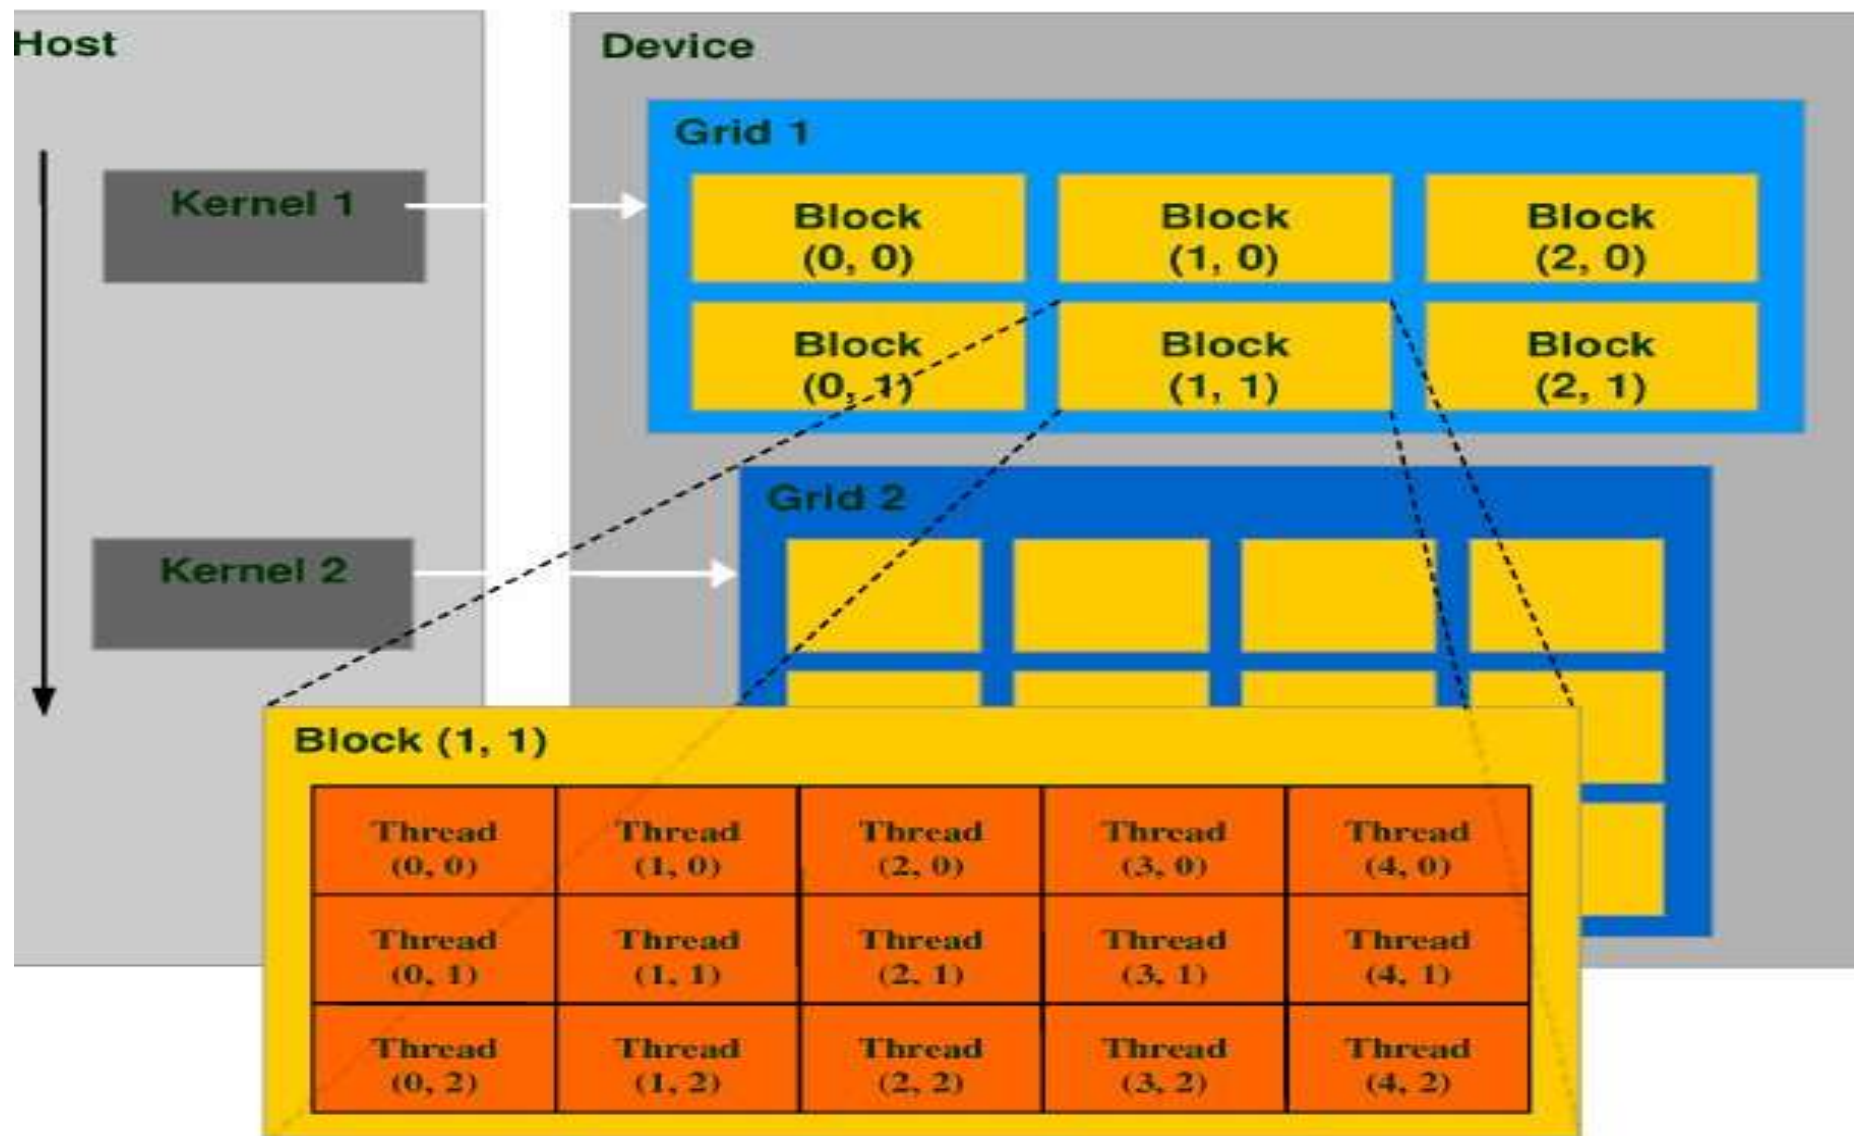 Host
Device
Grid 1
Kernel 1
Block
(0, 0)
Block
(1, 0)
Block
(2, 0)
Block
(0, 1)
Block
(1, 1)
Block
(2, 1)
Grid 2
Kernel 2
Block (1, 1)
Thread
(0, 0)
Thread
(1, 0)
Thread
(2, 0)
Thread
(3, 0)
Thread
(4, 0)
Thread
(0, 1)
Thread
(1, 1)
Thread
(2, 1)
Thread
(3, 1)
Thread
(4, 1)
Thread
(0, 2)
Thread
(1, 2)
Thread
(2, 2)
Thread
(3, 2)
Thread
(4, 2)